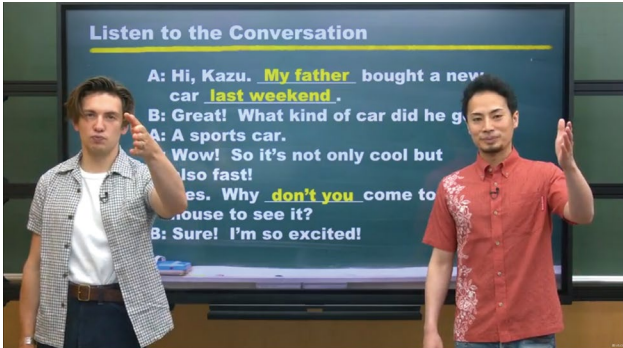 Listen to the Conversation
A: Hi, Kazu. My father bought a new
car last weekend.
B: Great! What kind of car did he
A: A sports car.
Wow! So it's not only cool but
fast!
Why don't you come to
to see it?
B: Sure! I'm so excited!